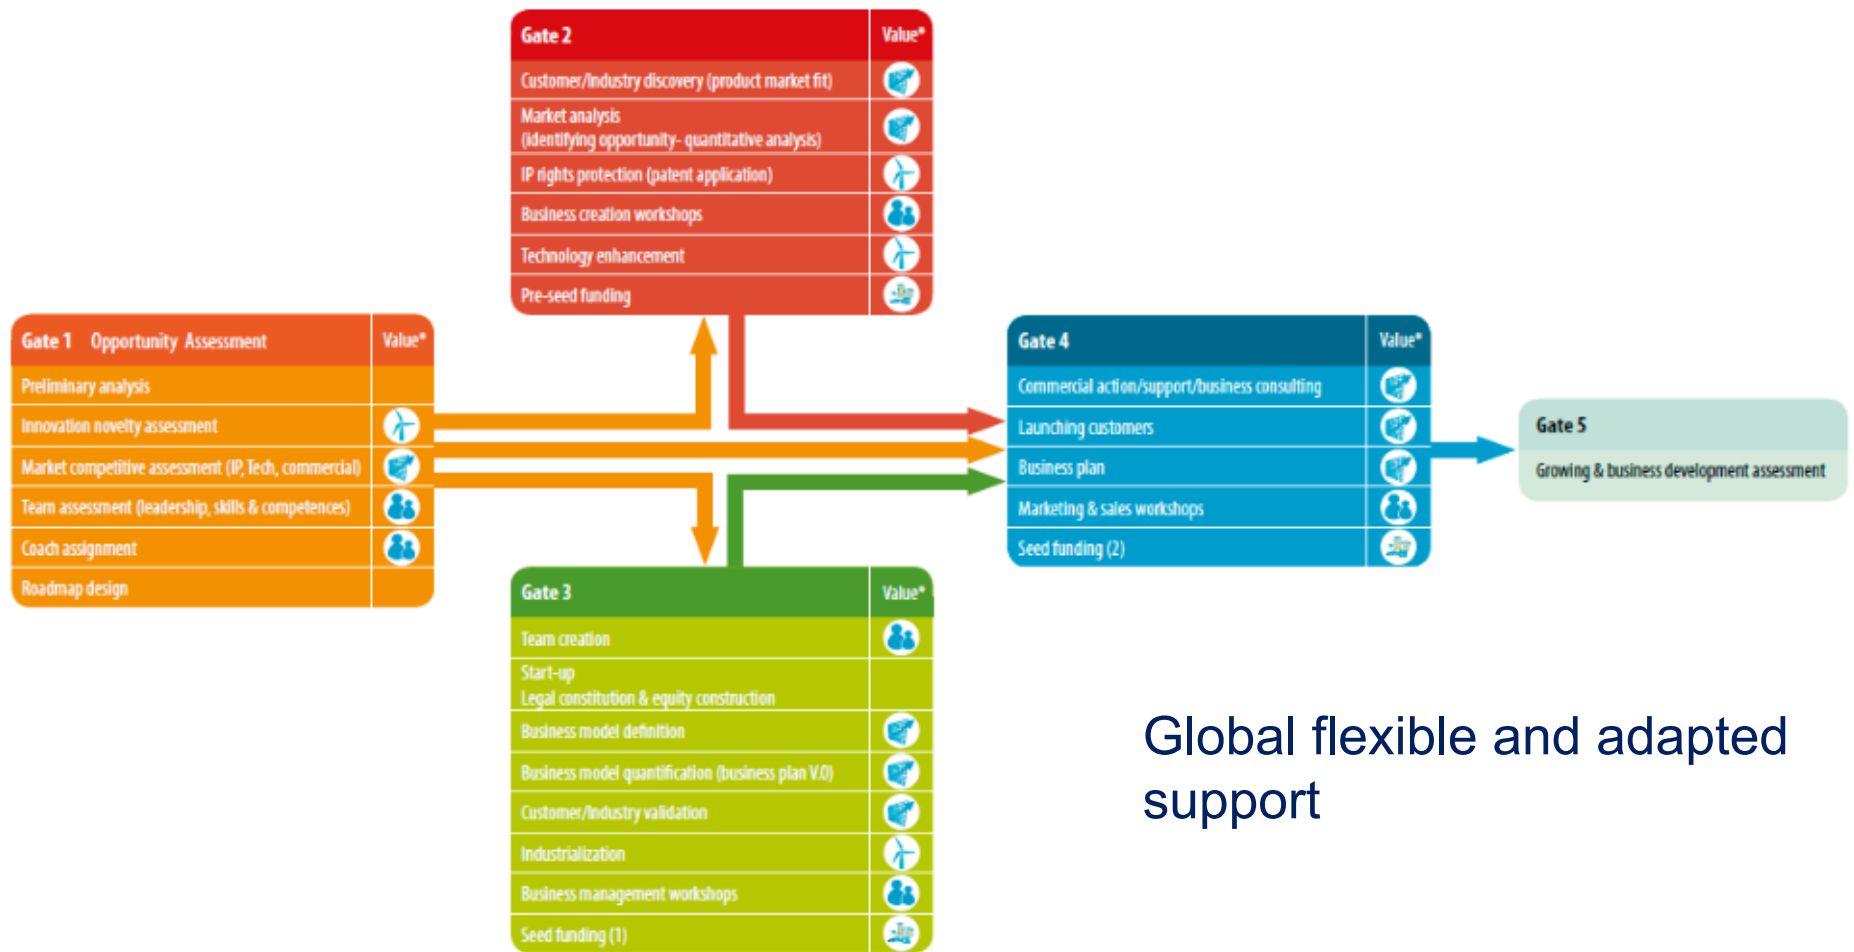 Gate 2 Value*
Customer/Industry discovery (product market fit)
Market analysis
(identifying opportunity- quantitative analysis)
IP rights protection (patent application)
Business creation workshops
Technology enhancement
Pre-seed funding
Gate 1 Opportunity Assessment Value*
Preliminary analysis
Innovation novelty assessment
Market competitive assessment (IP, Tech, commercial)
Team assessment (leadership, skills & competences)
Coach assignment
Roadmap design
Gate 3 Value*
Team creation
Start-up
Legal constitution & equity construction
Business model definition
Business model quantification (business plan V.0)
Customer/Industry validation
Industrialization
Business management workshops
Seed funding (1)
Gate 4 Value*
Commercial action/support/business consulting
Launching customers
Business plan
Marketing & sales workshops
Seed funding (2)
Gate 5
Growing & business development assessment
Global flexible and adapted
support